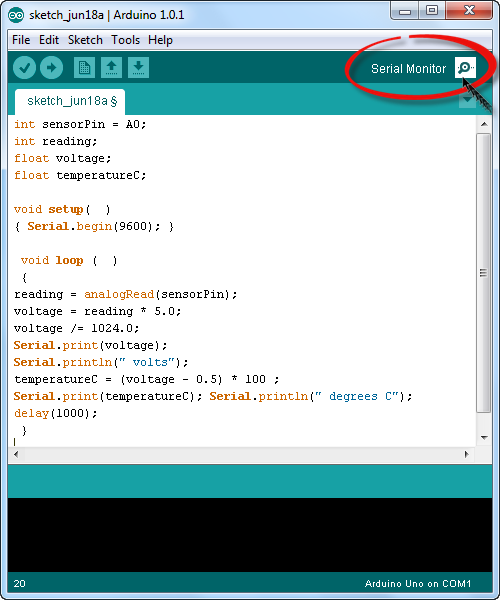 sketch_jun18a | Arduino 1.0.1
File Edit Sketch Tools Help
Serial Monitor
sketch_jun18a §
int sensorPin = A0;
int reading;
float voltage;
float temperatureC;
void setup(  )
{ Serial.begin(9600); }
void loop (  )
{
reading = analogRead(sensorPin);
voltage = reading * 5.0;
voltage /= 1024.0;
Serial.print(voltage);
Serial.println(" volts");
temperatureC = (voltage - 0.5) * 100 ;
Serial.print(temperatureC); Serial.println(" degrees C");
delay(1000);
}
20 Arduino Uno on COM1